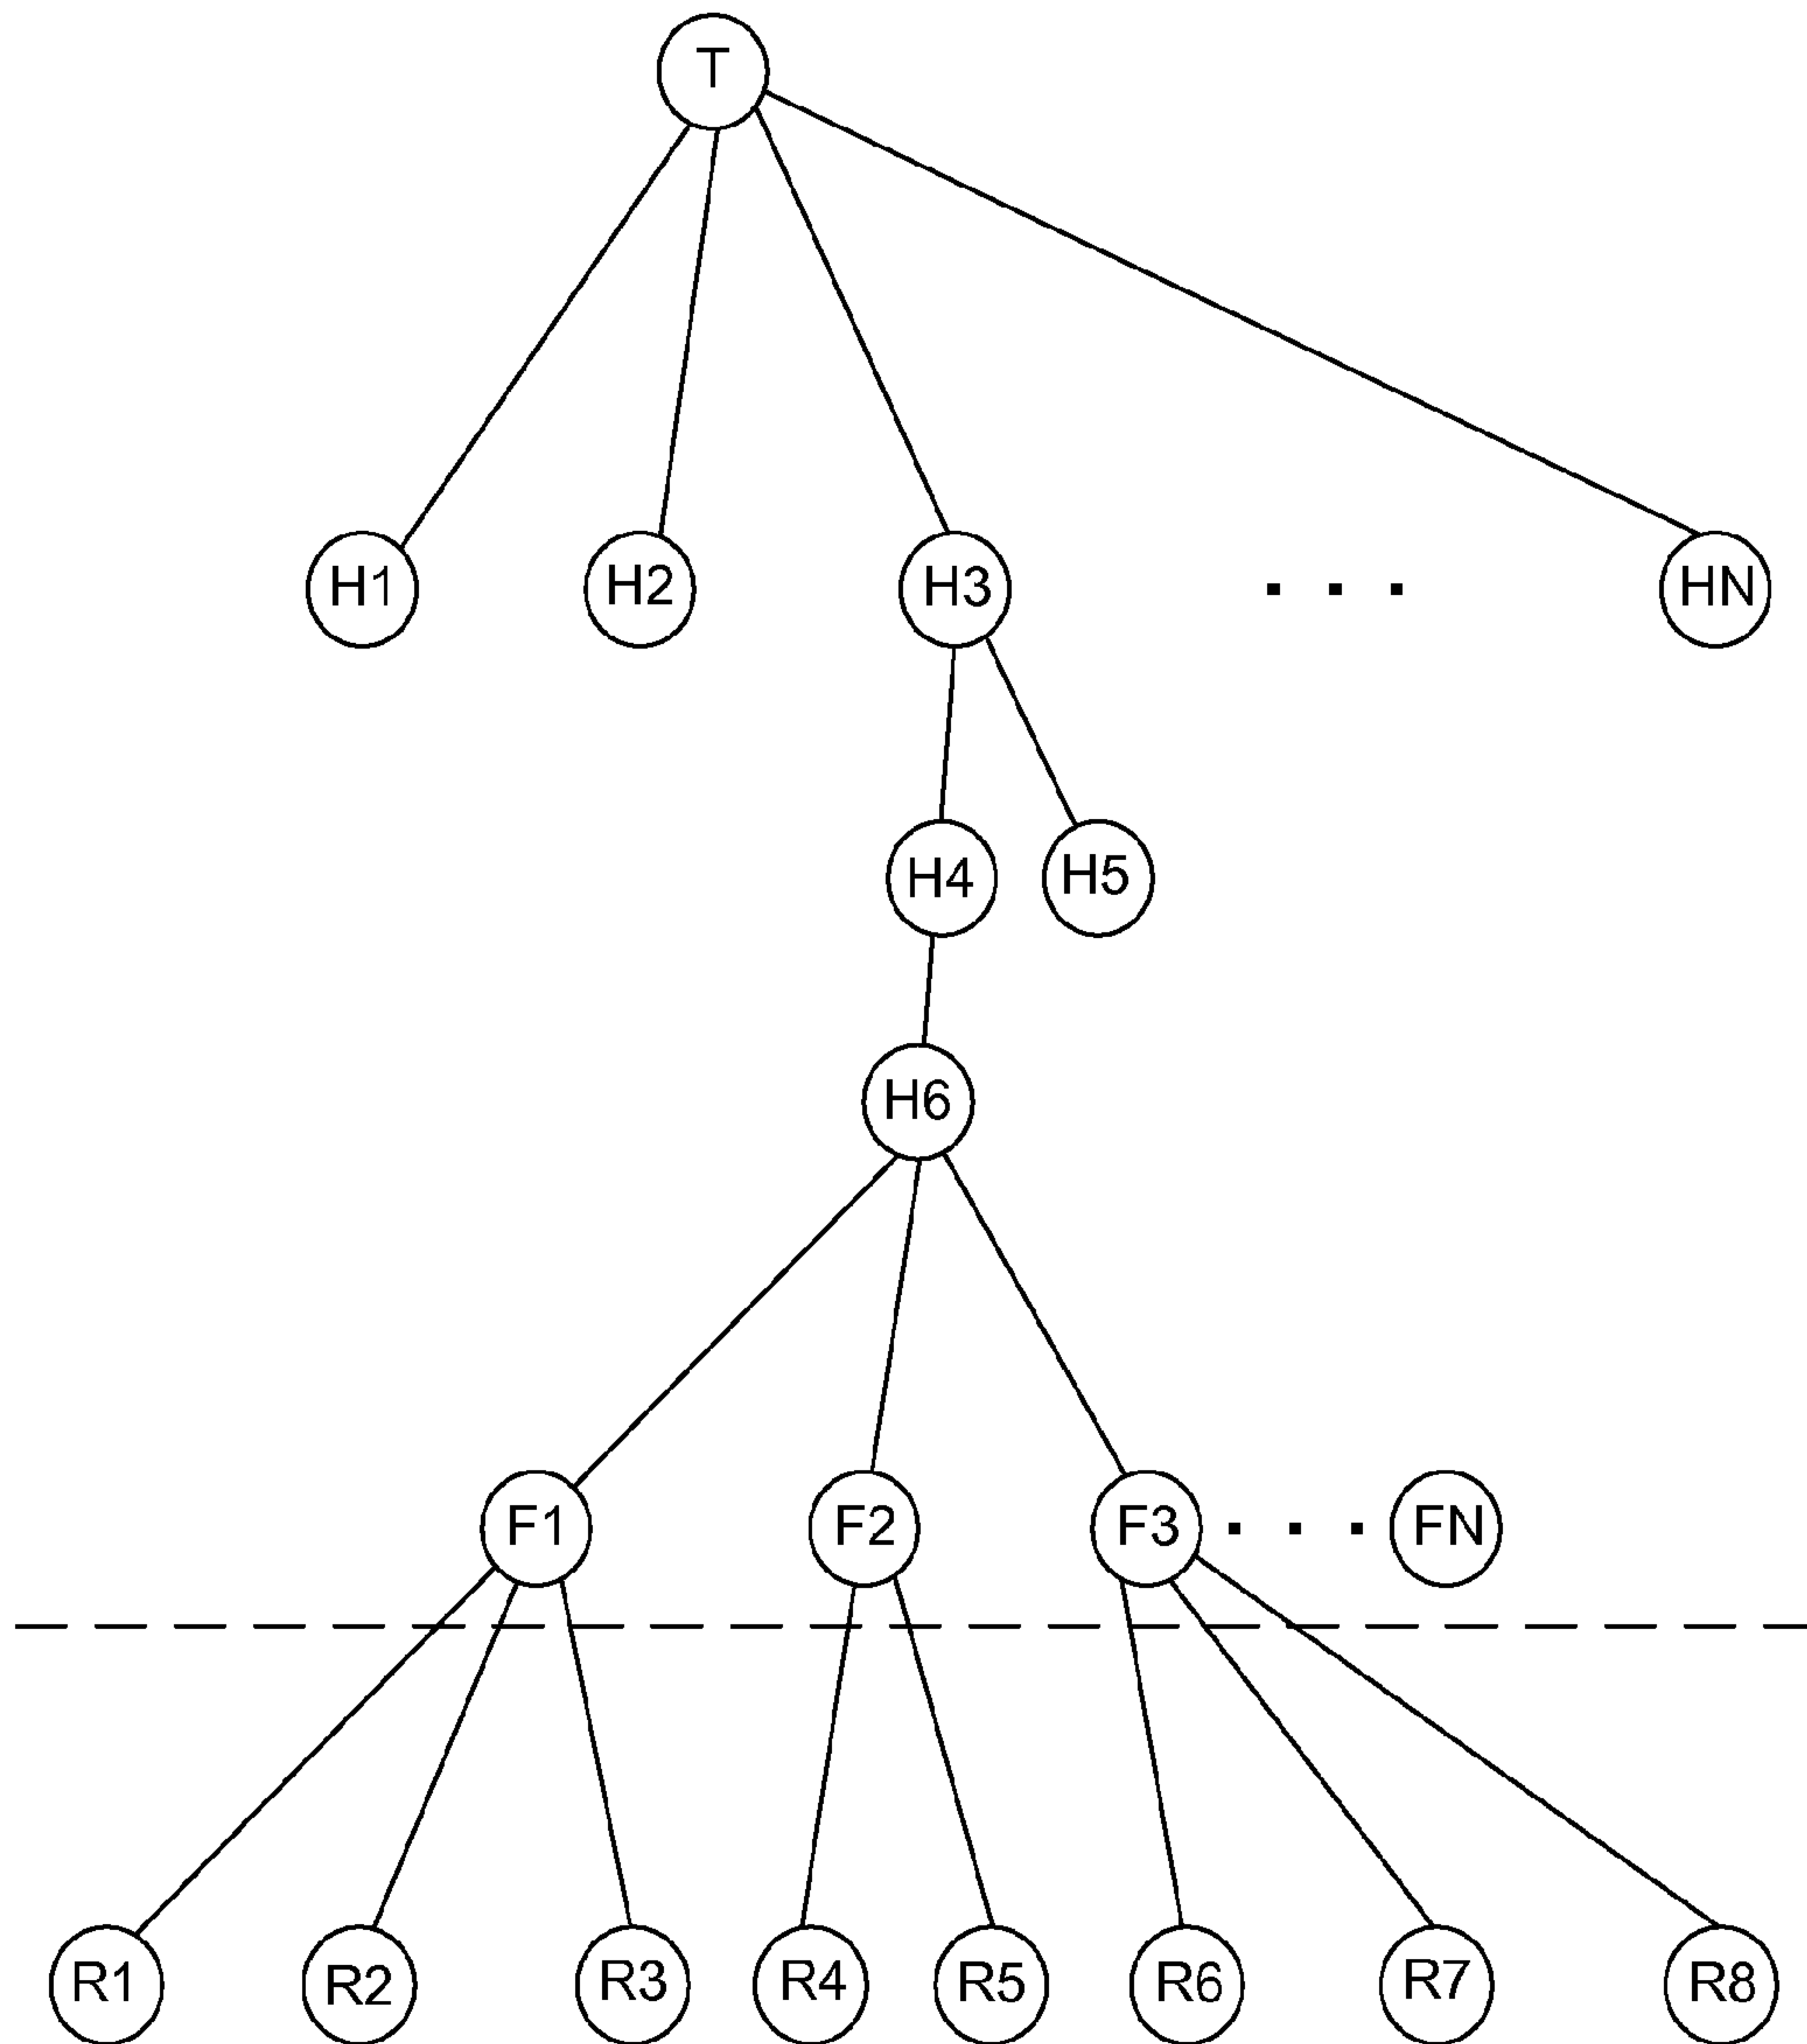 T
H1 H2 H3 . . . HN
H4 H5
H6
F1 F2 F3 . . . FN
R1 R2 R3 R4 R5 R6 R7 R8